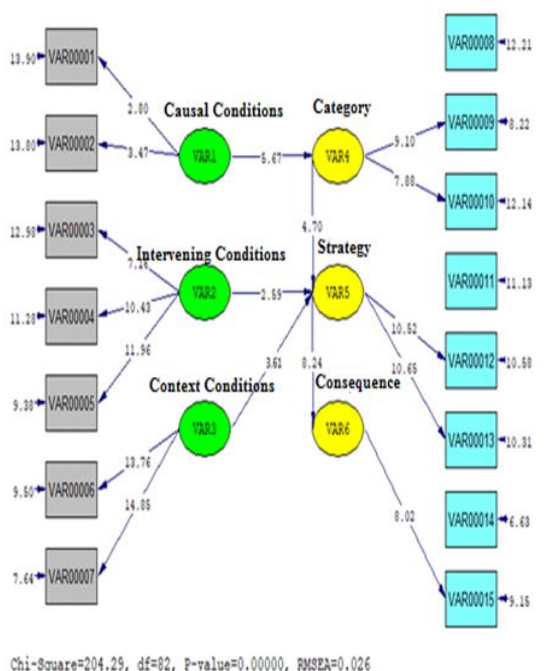 13.90
VAR00001
2.80
13.80
VAR00002
3.47
12.98
VAR00003
7.16
11.28
VAR00004
10.43
9.38
VAR00005
11.96
9.50
VAR00006
13.76
7.64
VAR00007
14.85
Causal Conditions
VAR1
5.67
Intervening Conditions
VAR2
2.59
Context Conditions
VAR3
3.61
Category
VAR4
4.70
Strategy
VAR5
8.24
Consequence
VAR6
VAR00008
12.21
9.10
VAR00009
8.22
7.88
VAR00010
12.14
VAR00011
11.13
10.52
VAR00012
10.58
10.65
VAR00013
10.31
VAR00014
6.63
8.02
VAR00015
9.15
Chi-Square=204.29, df=82, P-value=0.00000, RMSEA=0.026